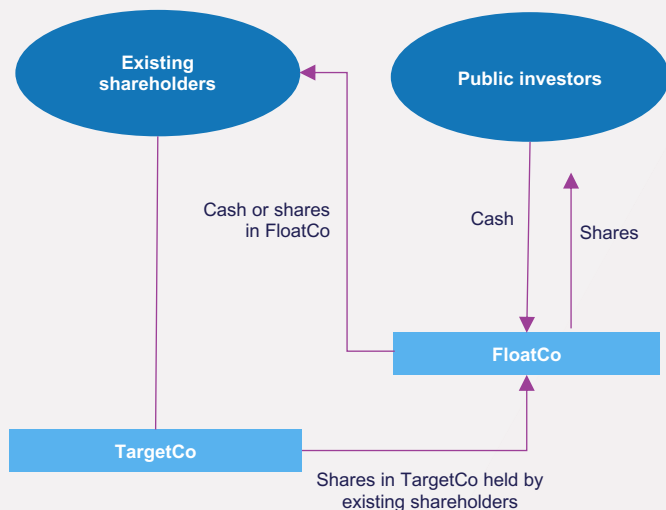 Existing
shareholders
Public investors
Cash or shares
in FloatCo
Cash
Shares
FloatCo
TargetCo
Shares in TargetCo held by
existing shareholders